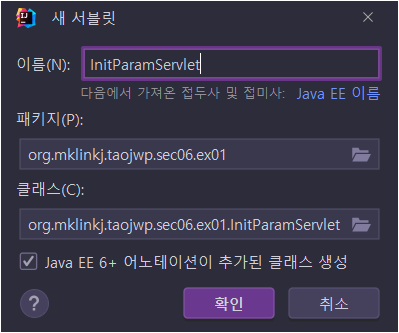 새 서블릿
이름(N): InitParamServlet
다음에서 가져온 접두사 및 접미사: Java EE 이름
패키지(P):
org.mklinkj.taojwp.sec06.ex01
클래스(C):
org.mklinkj.taojwp.sec06.ex01.InitParamServlet
Java EE 6+ 어노테이션이 추가된 클래스 생성
? 확인 취소